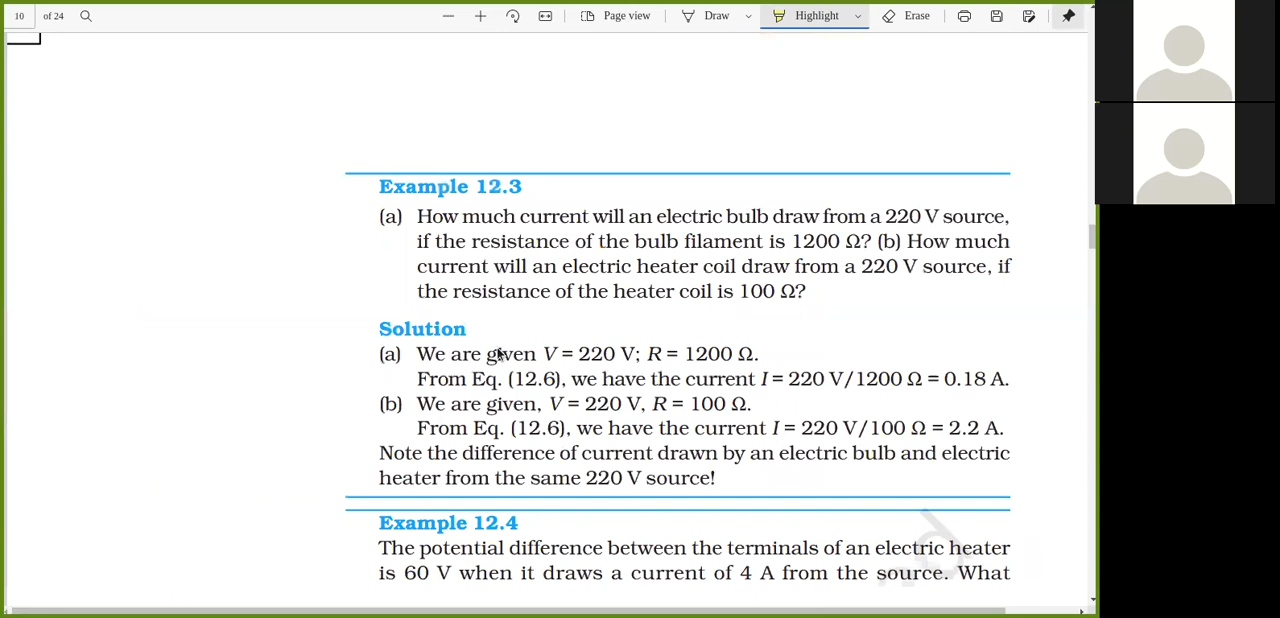 10 of 24 Page view Draw Highlight Erase
Example 12.3
(a) How much current will an electric bulb draw from a 220 V source,
if the resistance of the bulb filament is 1200 Ω? (b) How much
current will an electric heater coil draw from a 220 V source, if
the resistance of the heater coil is 100 Ω?
Solution
(a) We are given V = 220 V; R = 1200 Ω.
From Eq. (12.6), we have the current I = 220 V/1200 Ω = 0.18 A.
(b) We are given, V = 220 V, R = 100 Ω.
From Eq. (12.6), we have the current I = 220 V/100 Ω = 2.2 A.
Note the difference of current drawn by an electric bulb and electric
heater from the same 220 V source!
Example 12.4
The potential difference between the terminals of an electric heater
is 60 V when it draws a current of 4 A from the source. What